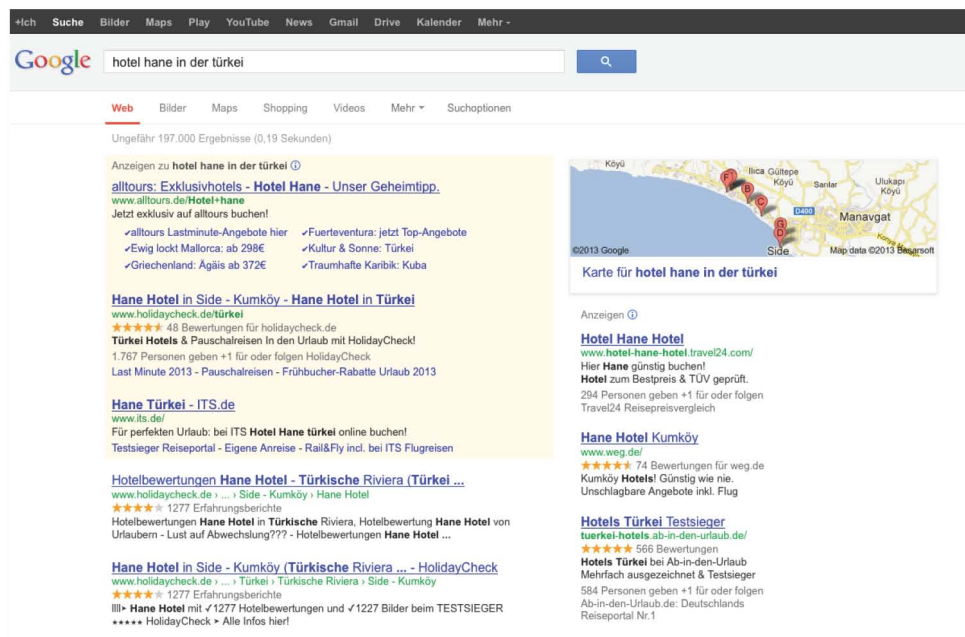 +Ich Suche Bilder Maps Play YouTube News Gmail Drive Kalender Mehr
Google
hotel hane in der türkei
Web Bilder Maps Shopping Videos Mehr Suchoptionen
Ungefähr 197.000 Ergebnisse (0,19 Sekunden)
Anzeigen zu hotel hane in der türkei
alltours: Exklusivhotels - Hotel Hane - Unser Geheimtipp.
www.alltours.de/Hotel+hane
Jetzt exklusiv auf alltours buchen!
✓alltours Lastminute-Angebote hier ✓Fuerteventura: jetzt Top-Angebote
✓Ewig lockt Mallorca: ab 298€ ✓Kultur & Sonne: Türkei
✓Griechenland: Ägäis ab 372€ ✓Traumhafte Karibik: Kuba
Hane Hotel in Side - Kumköy - Hane Hotel in Türkei
www.holidaycheck.de/türkei
★★★★★ 48 Bewertungen für holidaycheck.de
Türkei Hotels & Pauschalreisen In den Urlaub mit HolidayCheck!
1.767 Personen geben +1 für oder folgen HolidayCheck
Last Minute 2013 - Pauschalreisen - Frühbucher-Rabatte Urlaub 2013
Hane Türkei - ITS.de
www.its.de/
Für perfekten Urlaub: bei ITS Hotel Hane türkei online buchen!
Testsieger Reiseportal - Eigene Anreise - Rail&Fly incl. bei ITS Flugreisen
Hotelbewertungen Hane Hotel - Türkische Riviera (Türkei ...
www.holidaycheck.de › ... › Side - Kumköy › Hane Hotel
★★★★★ 1277 Erfahrungsberichte
Hotelbewertungen Hane Hotel in Türkische Riviera, Hotelbewertung Hane Hotel von
Urlaubern - Lust auf Abwechslung??? - Hotelbewertungen Hane Hotel ...
Hane Hotel in Side - Kumköy (Türkische Riviera ... - HolidayCheck
www.holidaycheck.de › ... › Türkei › Türkische Riviera › Side - Kumköy
★★★★★ 1277 Erfahrungsberichte
llll➤ Hane Hotel mit ✓1277 Hotelbewertungen und ✓1227 Bilder beim TESTSIEGER
★★★★★ HolidayCheck ➤ Alle Infos hier!
Köyü
Ilica Gültepe
Köyü
Sarılar
Ulukapı
Köyü
F
B
C
D400
G
D
Manavgat
Side
©2013 Google
Map data ©2013 Basarsoft
Karte für hotel hane in der türkei
Anzeigen
Hotel Hane Hotel
www.hotel-hane-hotel.travel24.com/
Hier Hane günstig buchen!
Hotel zum Bestpreis & TÜV geprüft.
294 Personen geben +1 für oder folgen
Travel24 Reisepreisvergleich
Hane Hotel Kumköy
www.weg.de/
★★★★★ 74 Bewertungen für weg.de
Kumköy Hotels! Günstig wie nie.
Unschlagbare Angebote inkl. Flug
Hotels Türkei Testsieger
tuerkei-hotels.ab-in-den-urlaub.de/
★★★★★ 566 Bewertungen
Hotels Türkei bei Ab-in-den-Urlaub
Mehrfach ausgezeichnet & Testsieger
584 Personen geben +1 für oder folgen
Ab-in-den-Urlaub.de: Deutschlands
Reiseportal Nr.1